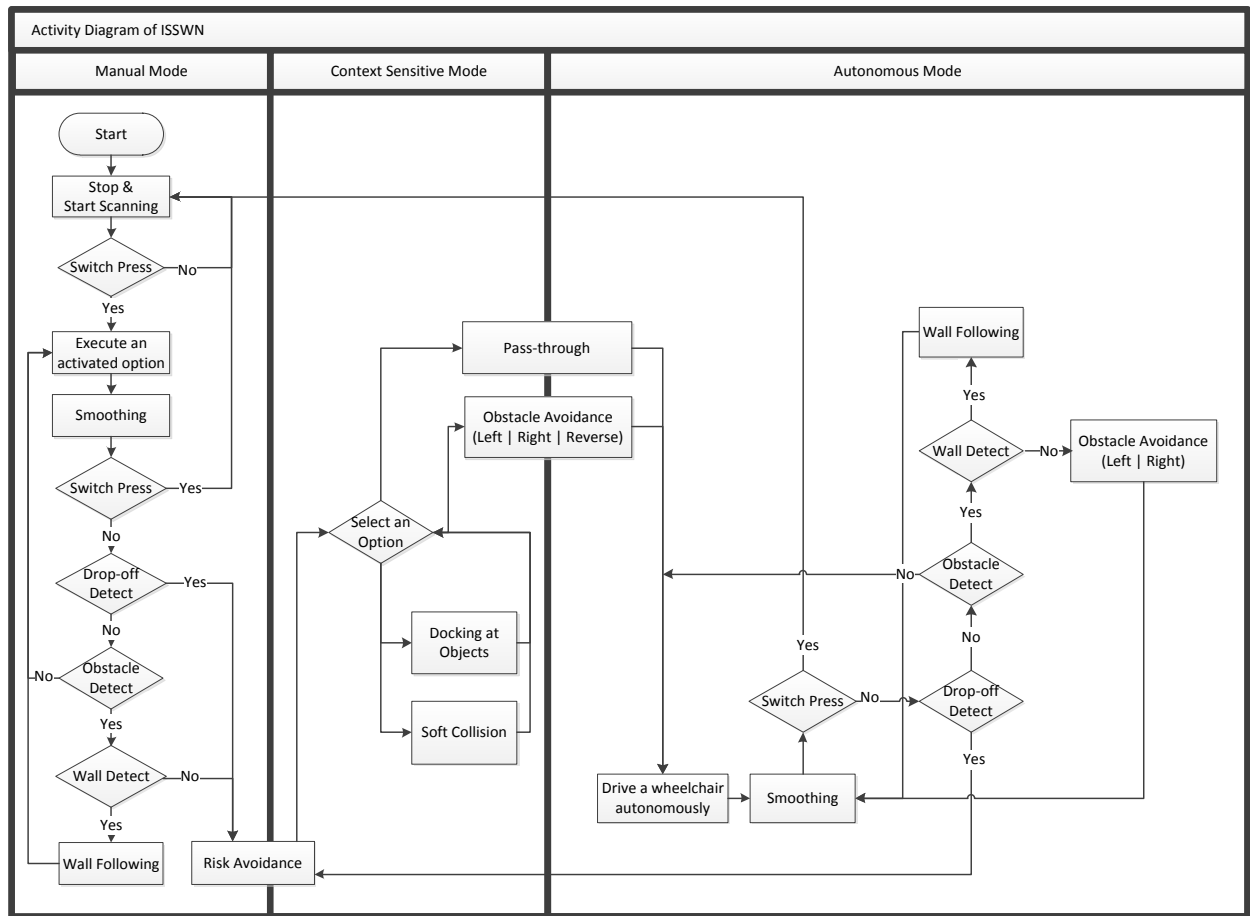 Activity Diagram of ISSWN
Manual Mode
Context Sensitive Mode
Autonomous Mode
Start
Stop &
Start Scanning
Switch Press
No
Yes
Execute an
activated option
Smoothing
Switch Press
Yes
No
Drop-off
Detect
Yes
No
Obstacle
Detect
No
Yes
Wall Detect
No
Yes
Wall Following
Risk Avoidance
Pass-through
Obstacle Avoidance
(Left | Right | Reverse)
Select an
Option
Docking at
Objects
Soft Collision
Drive a wheelchair
autonomously
Smoothing
Switch Press
Yes
No
Wall Following
Yes
Wall Detect
No
Obstacle Avoidance
(Left | Right)
Yes
Obstacle
Detect
No
No
Drop-off
Detect
Yes